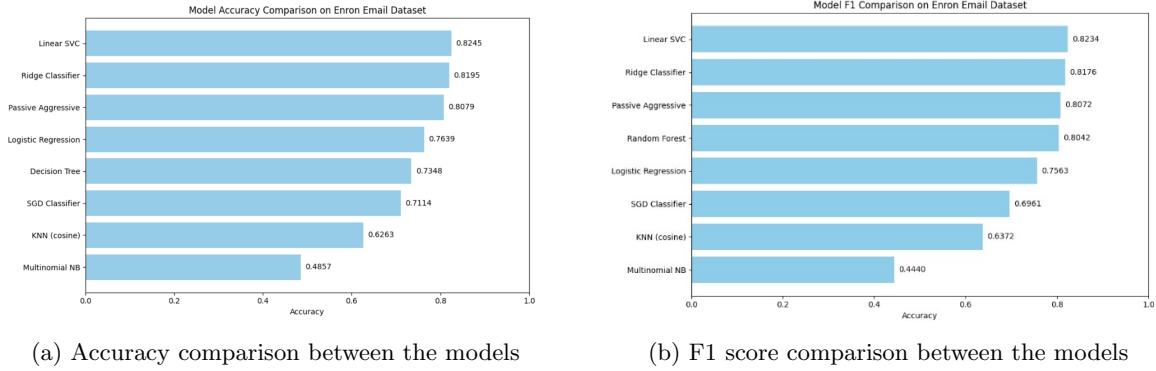 Model Accuracy Comparison on Enron Email Dataset
Linear SVC 0.8245
Ridge Classifier 0.8195
Passive Aggressive 0.8079
Logistic Regression 0.7639
Decision Tree 0.7348
SGD Classifier 0.7114
KNN (cosine) 0.6263
Multinomial NB 0.4857
0.0 0.2 0.4 0.6 0.8 1.0
Accuracy
(a) Accuracy comparison between the models
Model F1 Comparison on Enron Email Dataset
Linear SVC 0.8234
Ridge Classifier 0.8176
Passive Aggressive 0.8072
Random Forest 0.8042
Logistic Regression 0.7563
SGD Classifier 0.6961
KNN (cosine) 0.6372
Multinomial NB 0.4440
0.0 0.2 0.4 0.6 0.8 1.0
Accuracy
(b) F1 score comparison between the models